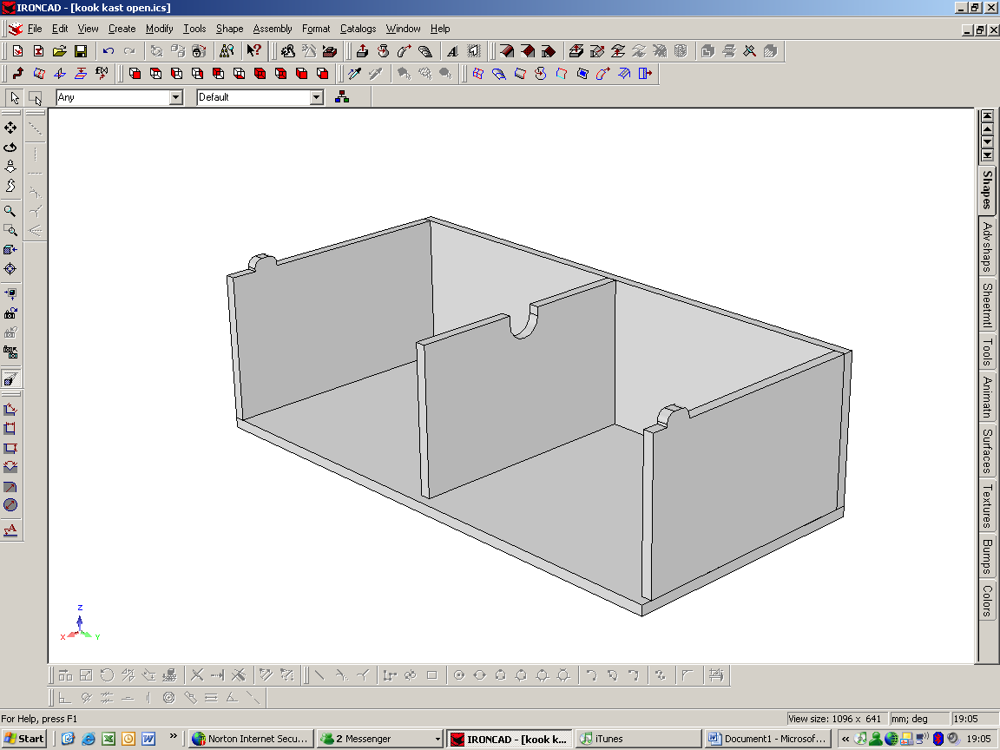 IRONCAD - [kook kast open.ics]
File Edit View Create Modify Tools Shape Assembly Format Catalogs Window Help
Any Default
Shapes
Adv shaps
Sheetmtl
Tools
Animatn
Surfaces
Textures
Bumps
Colors
Z
X Y
For Help, press F1 View size: 1096 x 641 mm; deg 19:05
Start Norton Internet Secu... 2 Messenger IRONCAD - [kook k... iTunes Document1 - Microsof... 19:05